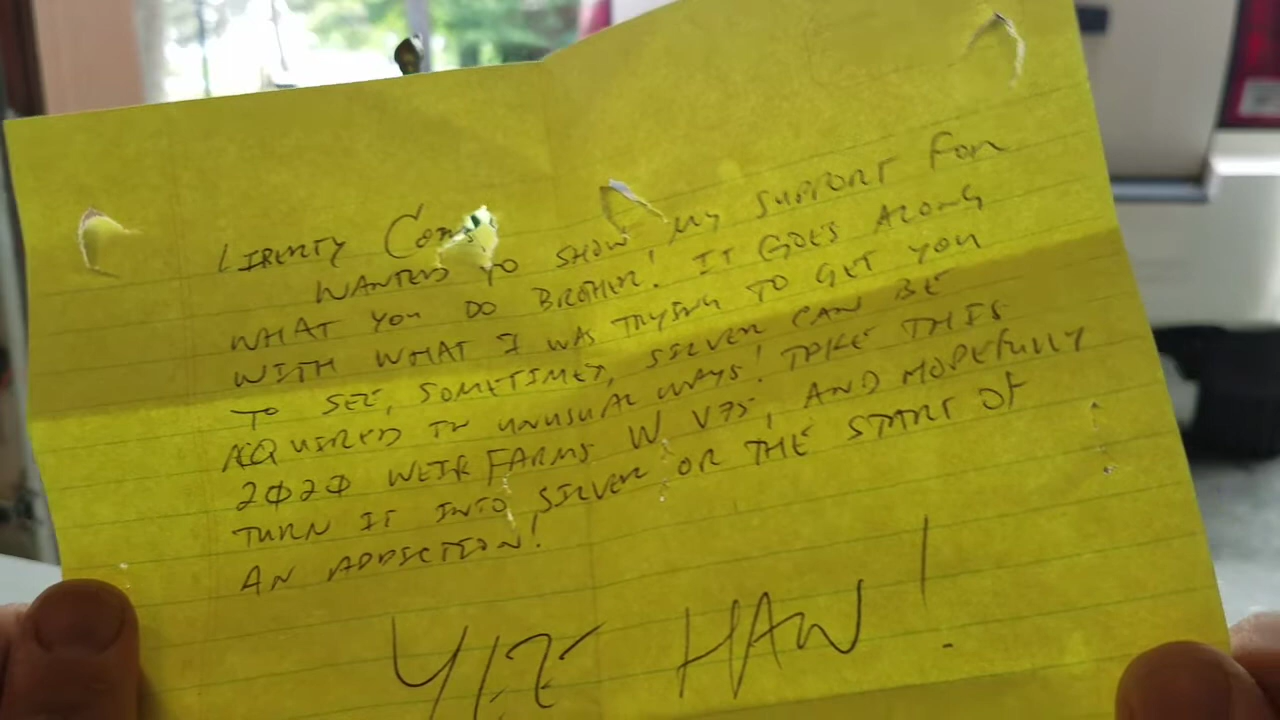 LIBERTY
WANTED TO SHOW MY SUPPORT FOR
WHAT YOU DO BROTHER! IT GOES ALONG
WITH WHAT I WAS TRYING TO GET YOU
TO SEE, SOMETIMES, SILVER CAN BE
ACQUIRED IN UNUSUAL WAYS! TAKE THIS
2020 WEIR FARMS W V75, AND HOPEFULLY
TURN IT INTO SILVER OR THE START OF
AN ADDICTION!
YEE HAW!